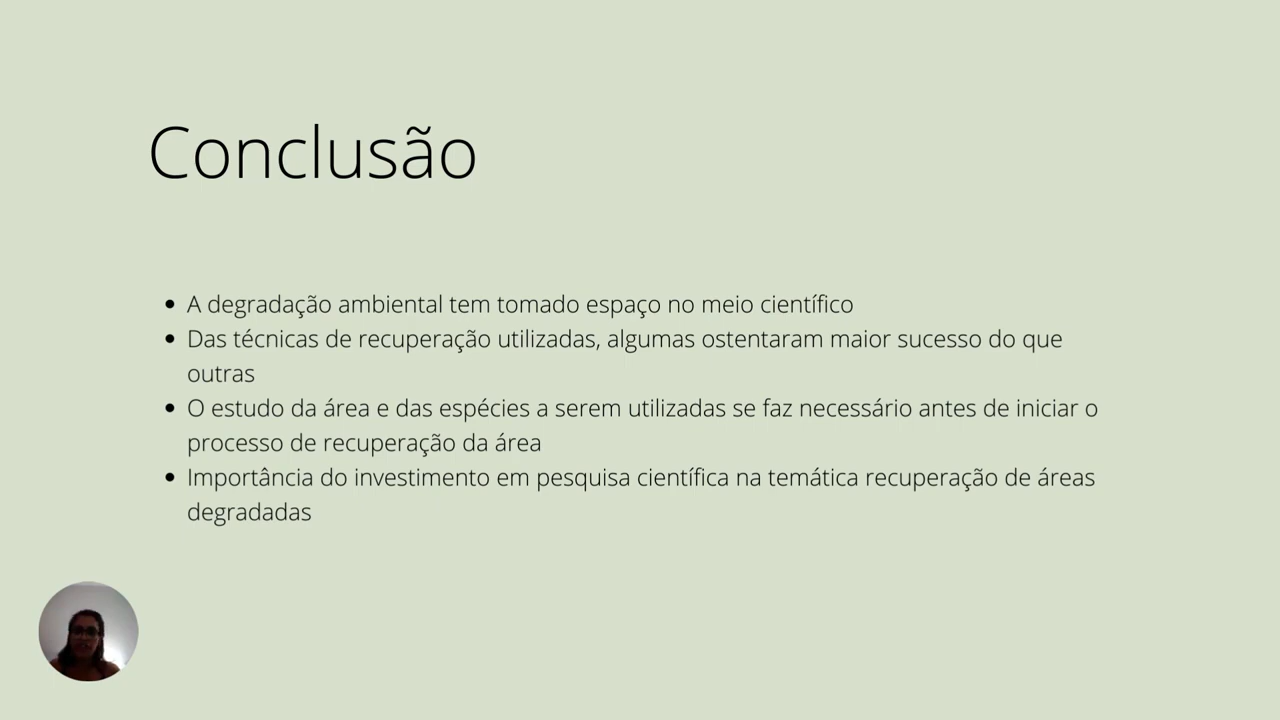 Conclusão
• A degradação ambiental tem tomado espaço no meio científico
• Das técnicas de recuperação utilizadas, algumas ostentaram maior sucesso do que
outras
• O estudo da área e das espécies a serem utilizadas se faz necessário antes de iniciar o
processo de recuperação da área
• Importância do investimento em pesquisa científica na temática recuperação de áreas
degradadas